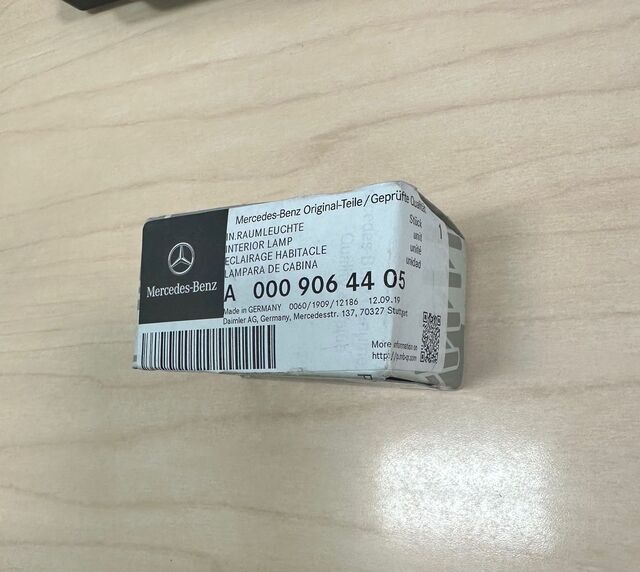 Mercedes-Benz Original-Teile/Geprüfte Qualität
IN.RAUMLEUCHTE
INTERIOR LAMP
ECLAIRAGE HABITACLE
LAMPARA DE CABINA
Stück
unit
unité
unidad
1
Mercedes-Benz
A 000 906 44 05
Made in GERMANY 0060/1909/12186 12.09.19
Daimler AG, Germany, Mercedesstr. 137, 70327 Stuttgart
More information on